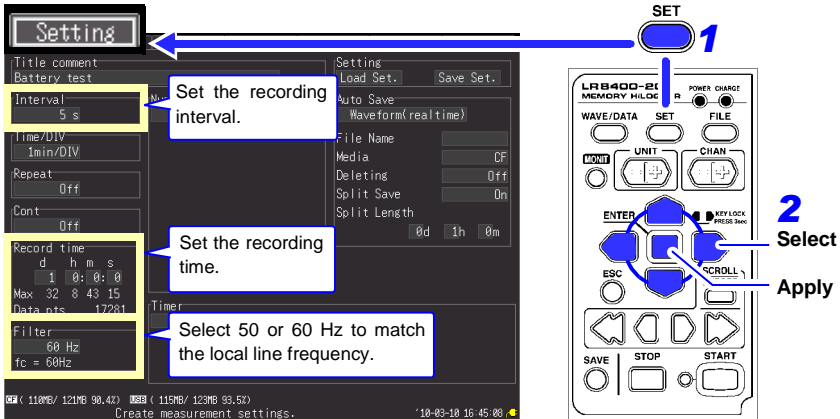 Setting
Title comment
Battery test
Setting
Load Set. Save Set.
Interval
5 s
Set the recording
interval.
Auto Save
Waveform(realtime)
Time/DIV
1min/DIV
File Name
Media CF
Deleting Off
Split Save On
Split Length
0d 1h 0m
Repeat
Off
Cont
Off
Record time
d h m s
1 0: 0: 0
Max 32 8 43 15
Data pts 17281
Set the recording
time.
Timer
Filter
60 Hz
fc = 60Hz
Select 50 or 60 Hz to match
the local line frequency.
CF ( 110MB/ 121MB 90.4%) USB ( 115MB/ 123MB 93.5%)
Create measurement settings. '10-03-10 16:45:08
SET
1
MEMORY HiLOGGER
POWER CHARGE
WAVE/DATA SET FILE
MONIT
UNIT CHAN
ENTER
KEY LOCK
PRESS 3sec
2
Select
Apply
ESC
SCROLL
SAVE STOP START